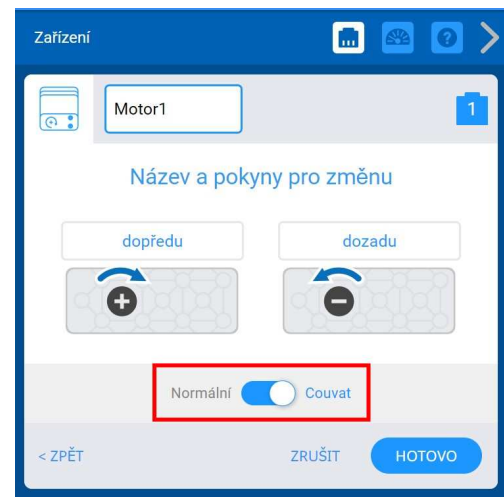 Zařízení
?
Motor1
1
Název a pokyny pro změnu
dopředu
dozadu
Normální
Couvat
< ZPĚT
ZRUŠIT
HOTOVO